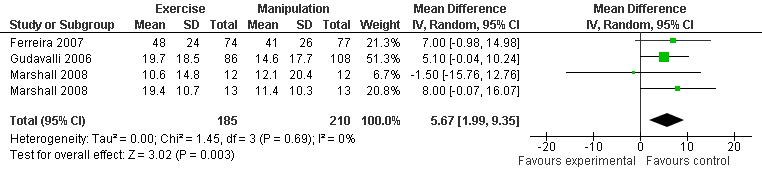 Exercise Manipulation Mean Difference Mean Difference
Study or Subgroup Mean SD Total Mean SD Total Weight IV, Random, 95% CI IV, Random, 95% CI
Ferreira 2007 48 24 74 41 26 77 21.3% 7.00 [-0.98, 14.98]
Gudavalli 2006 19.7 18.5 86 14.6 17.7 108 51.3% 5.10 [-0.04, 10.24]
Marshall 2008 10.6 14.8 12 12.1 20.4 12 6.7% -1.50 [-15.76, 12.76]
Marshall 2008 19.4 10.7 13 11.4 10.3 13 20.8% 8.00 [-0.07, 16.07]
Total (95% CI) 185 210 100.0% 5.67 [1.99, 9.35]
Heterogeneity: Tau² = 0.00; Chi² = 1.45, df = 3 (P = 0.69); I² = 0%
Test for overall effect: Z = 3.02 (P = 0.003)
-20 -10 0 10 20
Favours experimental Favours control